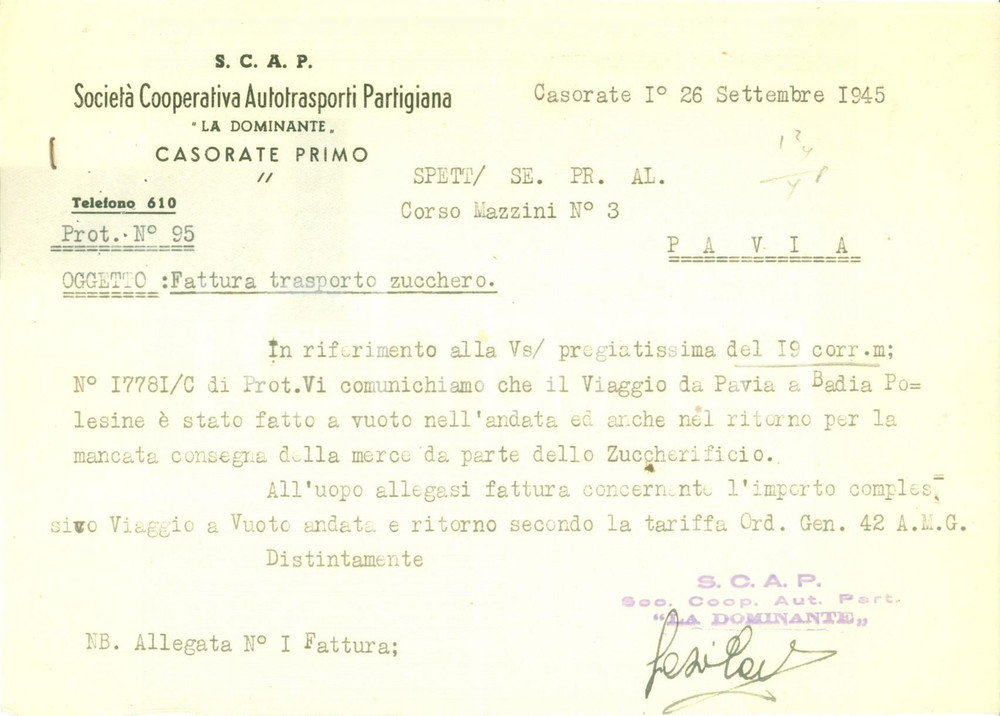 S. C. A. P.
Società Cooperativa Autotrasporti Partigiana
"LA DOMINANTE"
CASORATE PRIMO
Telefono 610
Prot. N° 95
Casorate I° 26 Settembre I945
SPETT/ SE. PR. AL.
Corso Mazzini N° 3
P A V I A
OGGETTO :Fattura trasporto zucchero.
In riferimento alla Vs/ pregiatissima del I9 corr.m;
N° I778I/C di Prot.Vi comunichiamo che il Viaggio da Pavia a Badia Po=
lesine è stato fatto a vuoto nell'andata ed anche nel ritorno per la
mancata consegna della merce da parte dello Zuccherificio.
All'uopo allegasi fattura concernente l'importo comples=
sivo Viaggio a Vuoto andata e ritorno secondo la tariffa Ord. Gen. 42 A.M.G.
Distintamente
S. C. A. P.
Soc. Coop. Aut. Part.
"LA DOMINANTE"
NB. Allegata N° I Fattura;